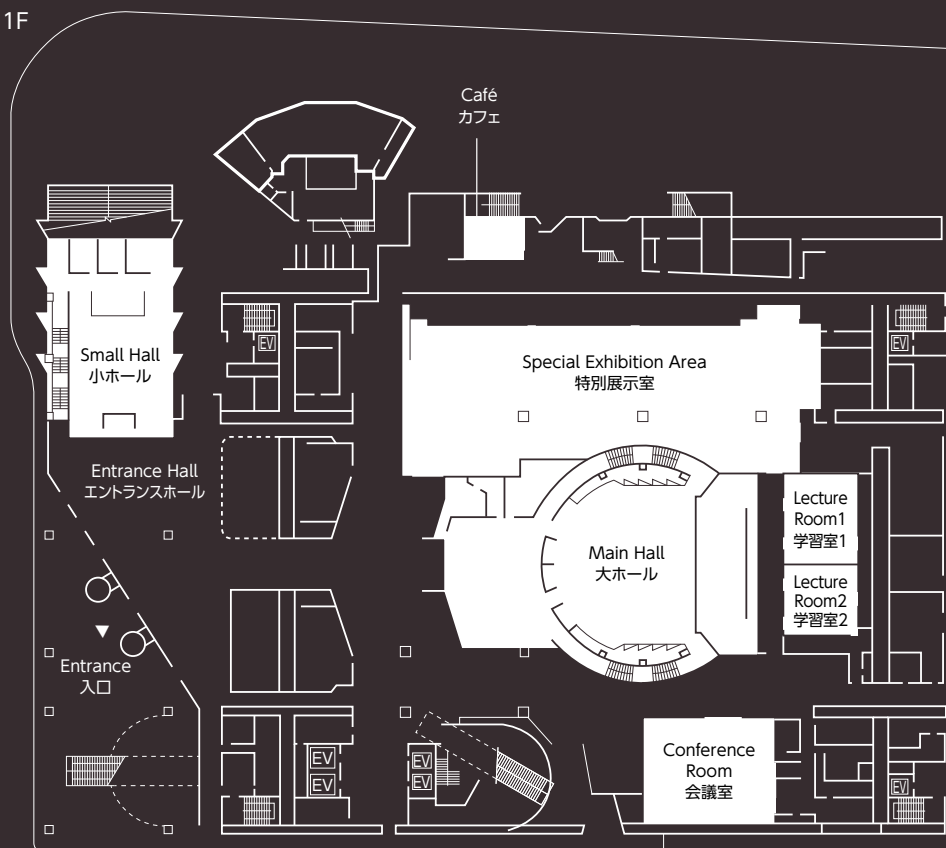 1F
Café
カフェ
EV
EV
Small Hall
小ホール
Special Exhibition Area
特別展示室
Entrance Hall
エントランスホール
Lecture
Room1
学習室1
Main Hall
大ホール
Lecture
Room2
学習室2
Entrance
入口
Conference
Room
会議室
EV
EV
EV
EV
EV